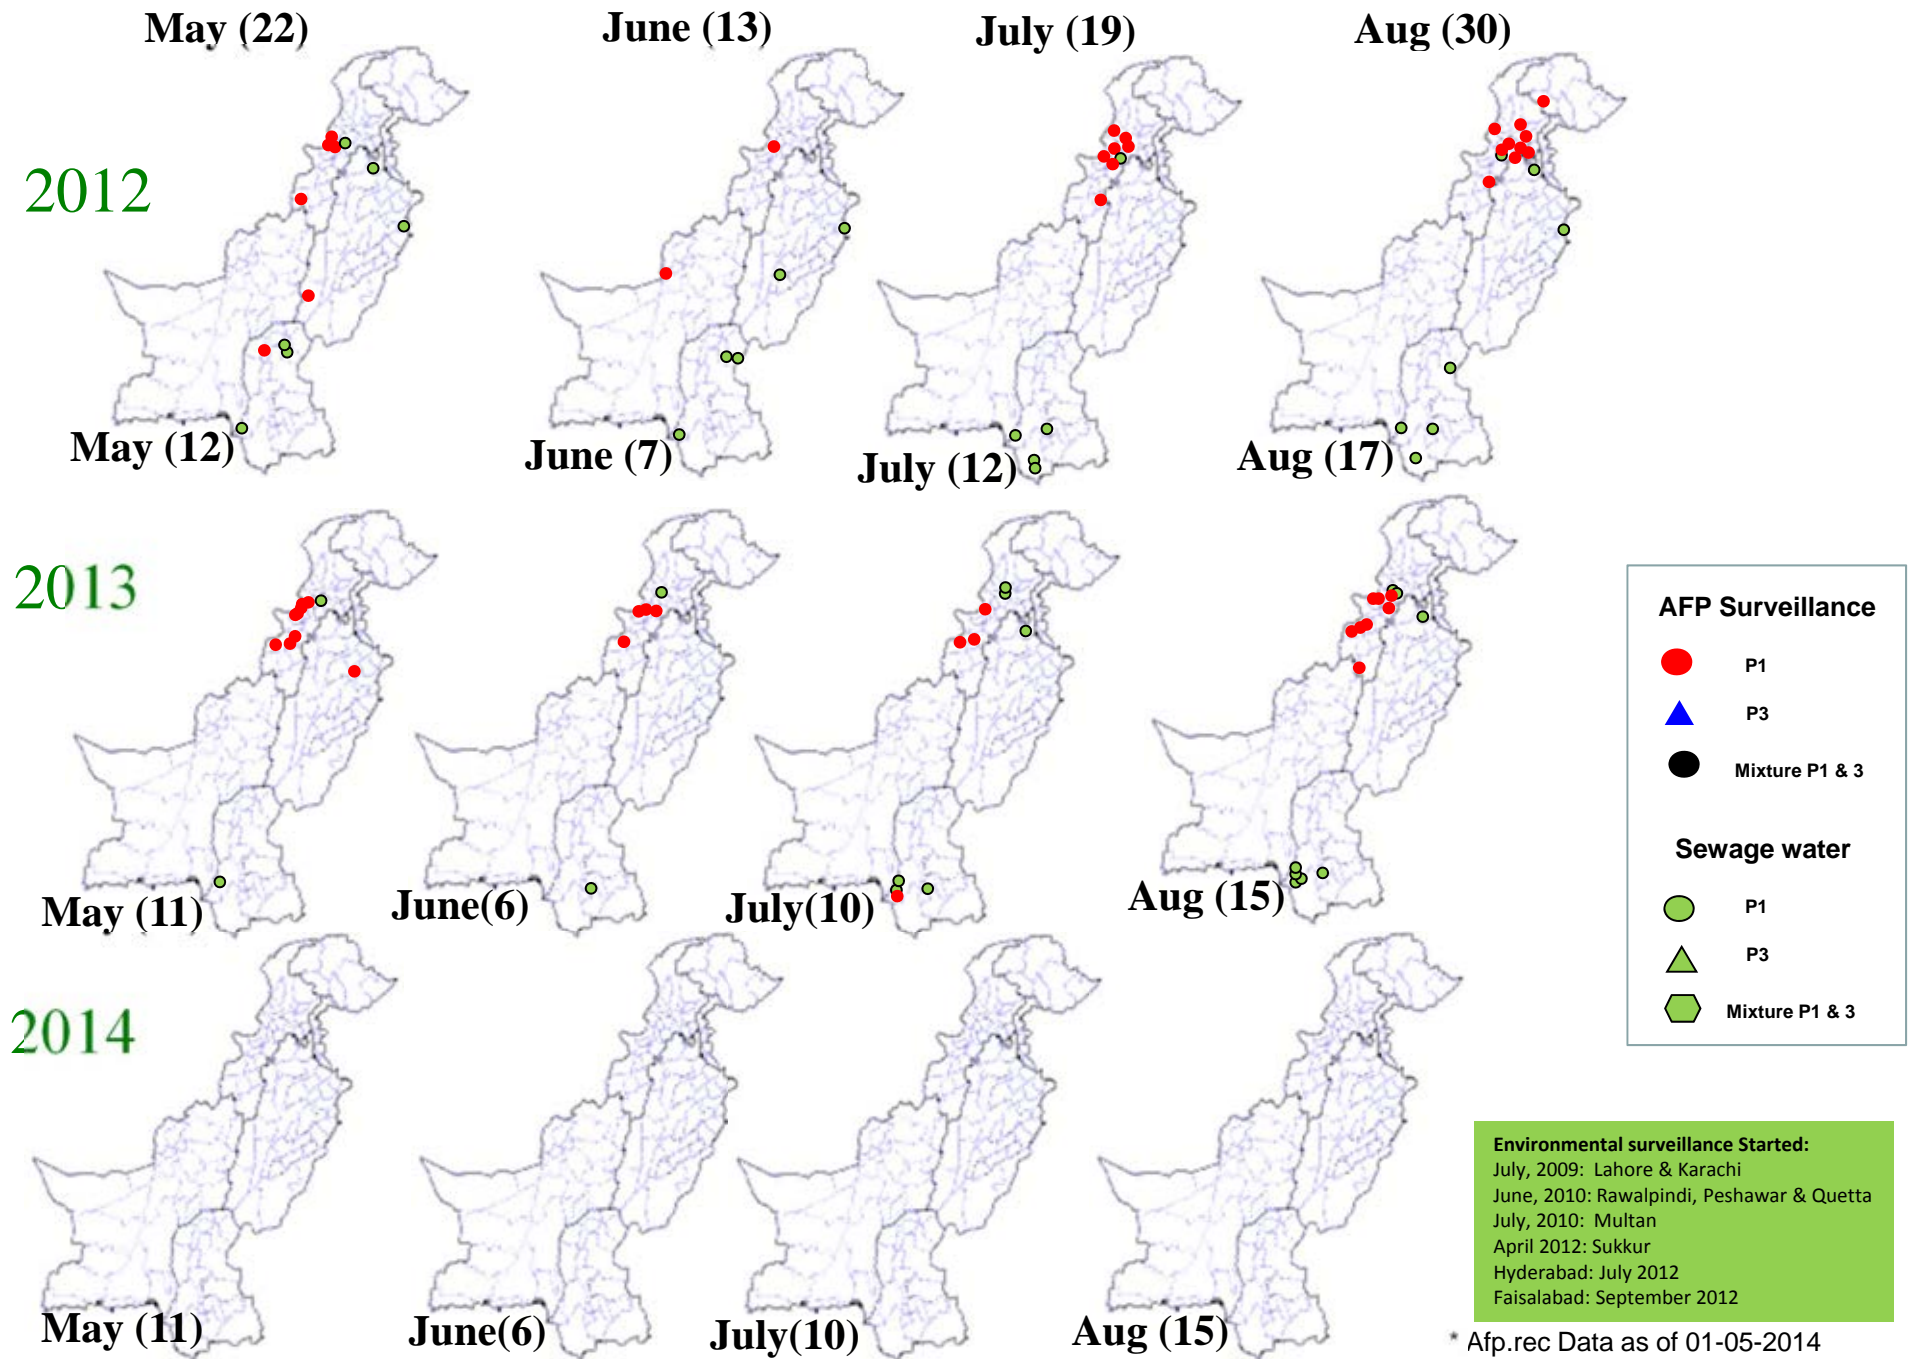 May (22)
June (13)
July (19)
Aug (30)
2012
May (12)
June (7)
July (12)
Aug (17)
2013
May (11)
June(6)
July(10)
Aug (15)
AFP Surveillance
P1
P3
Mixture P1 & 3
Sewage water
P1
P3
Mixture P1 & 3
2014
May (11)
June(6)
July(10)
Aug (15)
Environmental surveillance Started:
July, 2009: Lahore & Karachi
June, 2010: Rawalpindi, Peshawar & Quetta
July, 2010: Multan
April 2012: Sukkur
Hyderabad: July 2012
Faisalabad: September 2012
* Afp.rec Data as of 01-05-2014